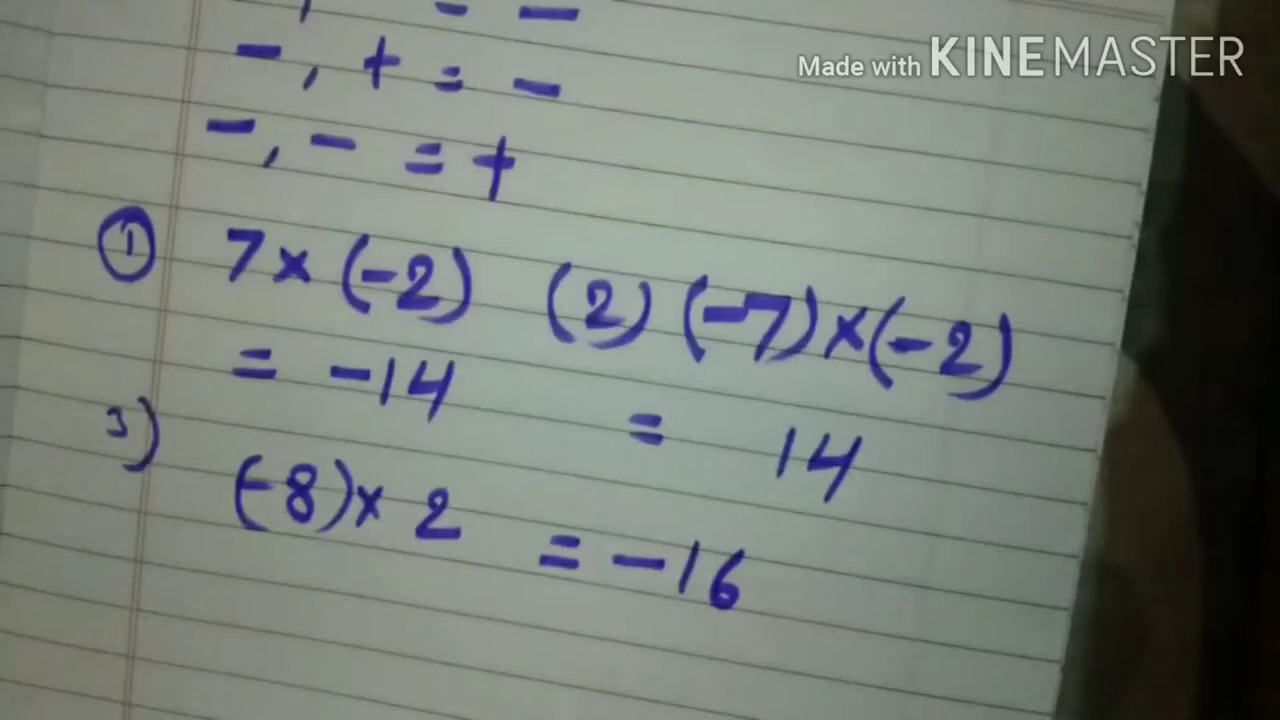 Made with KINEMASTER
, = −
−, + = −
−, − = +
① 7 × (-2) (2) (-7) × (-2)
= -14 = 14
3) (-8) × 2 = -16